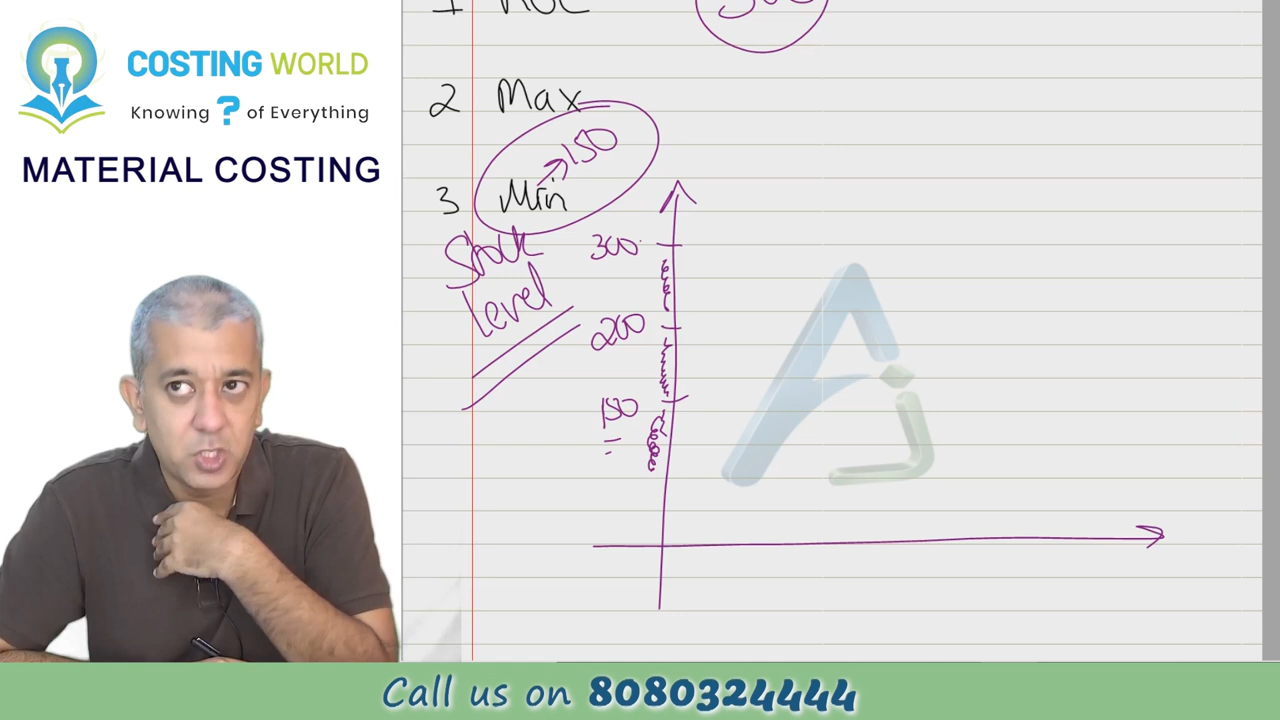 COSTING WORLD
Knowing ? of Everything
MATERIAL COSTING
1
2 Max
150
3 Min
Stock
Level
300
200
150
Call us on 8080324444